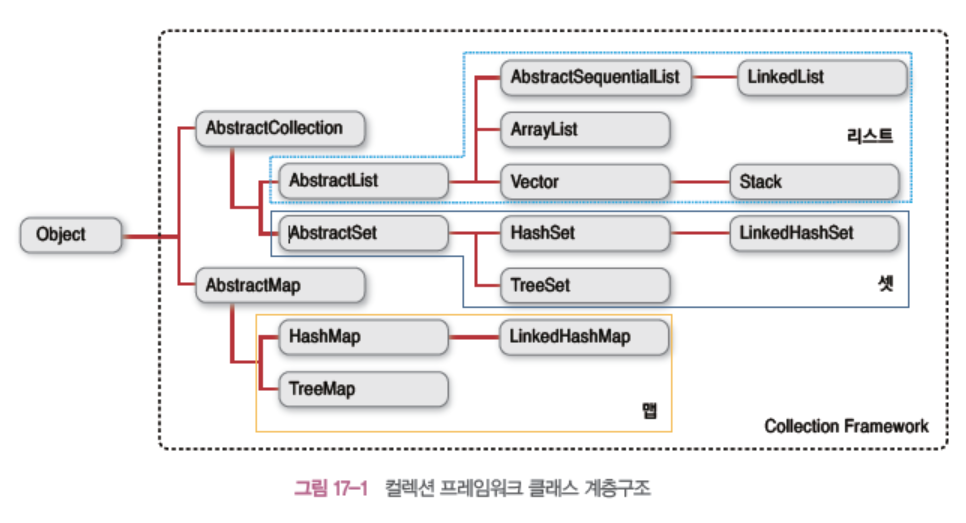 AbstractSequentialList LinkedList
AbstractCollection ArrayList
리스트
AbstractList Vector Stack
Object AbstractSet HashSet LinkedHashSet
AbstractMap TreeSet 셋
HashMap LinkedHashMap
TreeMap
맵
Collection Framework
그림 17-1 컬렉션 프레임워크 클래스 계층구조